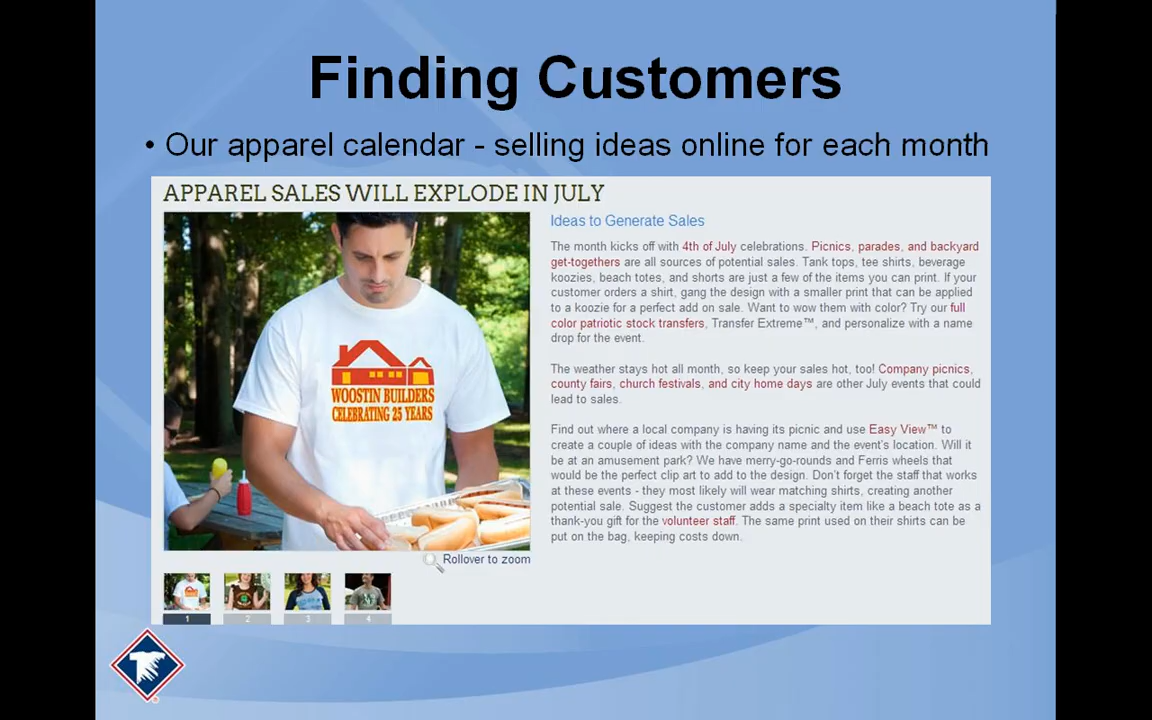 Finding Customers
• Our apparel calendar - selling ideas online for each month
APPAREL SALES WILL EXPLODE IN JULY
Ideas to Generate Sales
The month kicks off with 4th of July celebrations. Picnics, parades, and backyard
get-togethers are all sources of potential sales. Tank tops, tee shirts, beverage
koozies, beach totes, and shorts are just a few of the items you can print. If your
customer orders a shirt, gang the design with a smaller print that can be applied
to a koozie for a perfect add on sale. Want to wow them with color? Try our full
color patriotic stock transfers, Transfer Extreme™, and personalize with a name
drop for the event.
The weather stays hot all month, so keep your sales hot, too! Company picnics,
county fairs, church festivals, and city home days are other July events that could
lead to sales.
Find out where a local company is having its picnic and use Easy View™ to
create a couple of ideas with the company name and the event's location. Will it
be at an amusement park? We have merry-go-rounds and Ferris wheels that
would be the perfect clip art to add to the design. Don't forget the staff that works
at these events - they most likely will wear matching shirts, creating another
potential sale. Suggest the customer adds a specialty item like a beach tote as a
thank-you gift for the volunteer staff. The same print used on their shirts can be
put on the bag, keeping costs down.
WOOSTIN BUILDERS
CELEBRATING 25 YEARS
Rollover to zoom
1 2 3 4